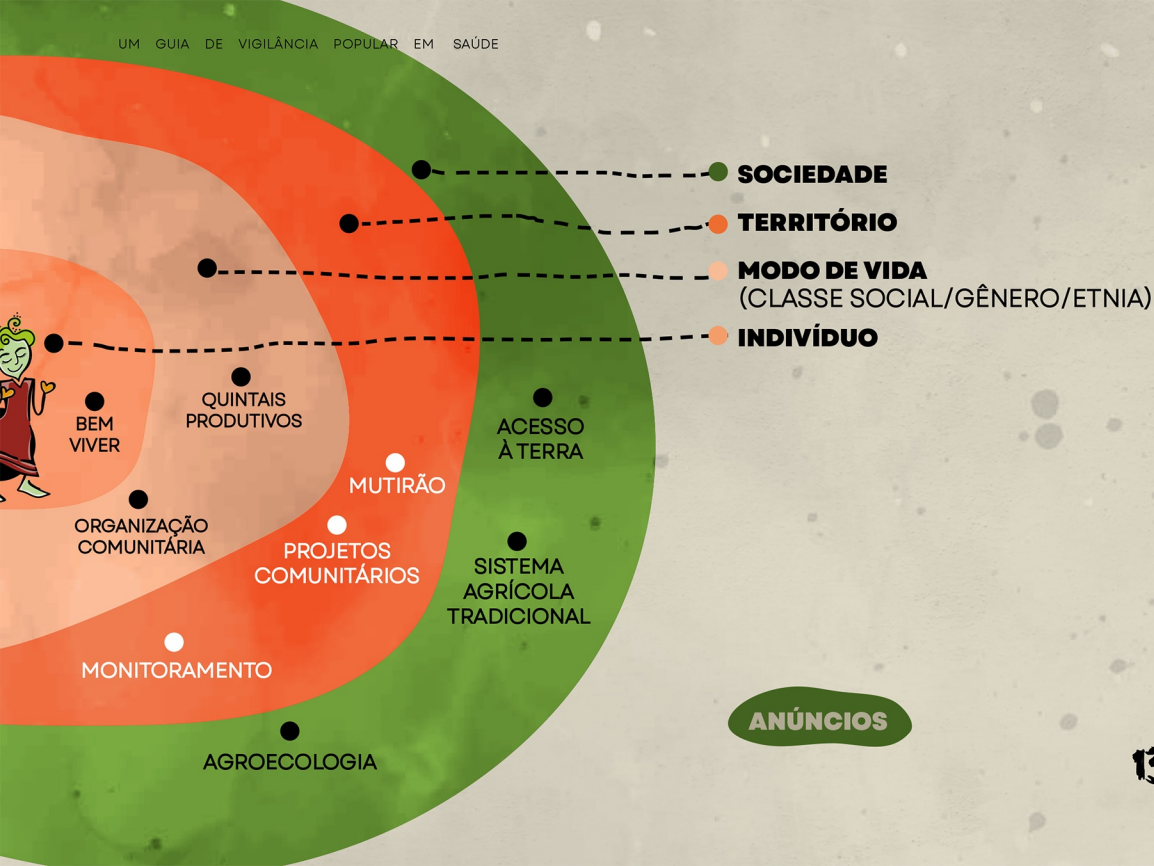 UM GUIA DE VIGILÂNCIA POPULAR EM SAÚDE
SOCIEDADE
TERRITÓRIO
MODO DE VIDA
(CLASSE SOCIAL/GÊNERO/ETNIA)
INDIVÍDUO
BEM
VIVER
QUINTAIS
PRODUTIVOS
ACESSO
À TERRA
MUTIRÃO
ORGANIZAÇÃO
COMUNITÁRIA
PROJETOS
COMUNITÁRIOS
SISTEMA
AGRÍCOLA
TRADICIONAL
MONITORAMENTO
ANÚNCIOS
AGROECOLOGIA